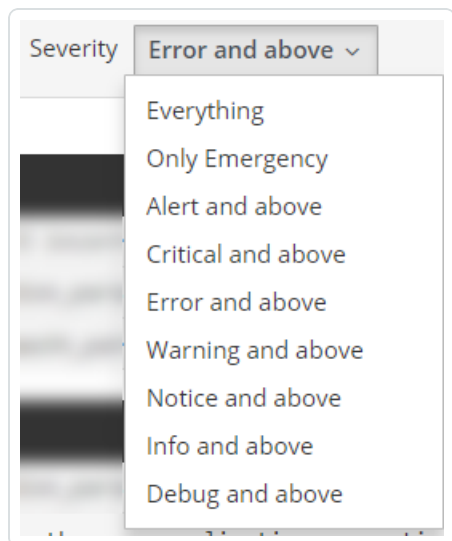 Severity Error and above
Everything
Only Emergency
Alert and above
Critical and above
Error and above
Warning and above
Notice and above
Info and above
Debug and above